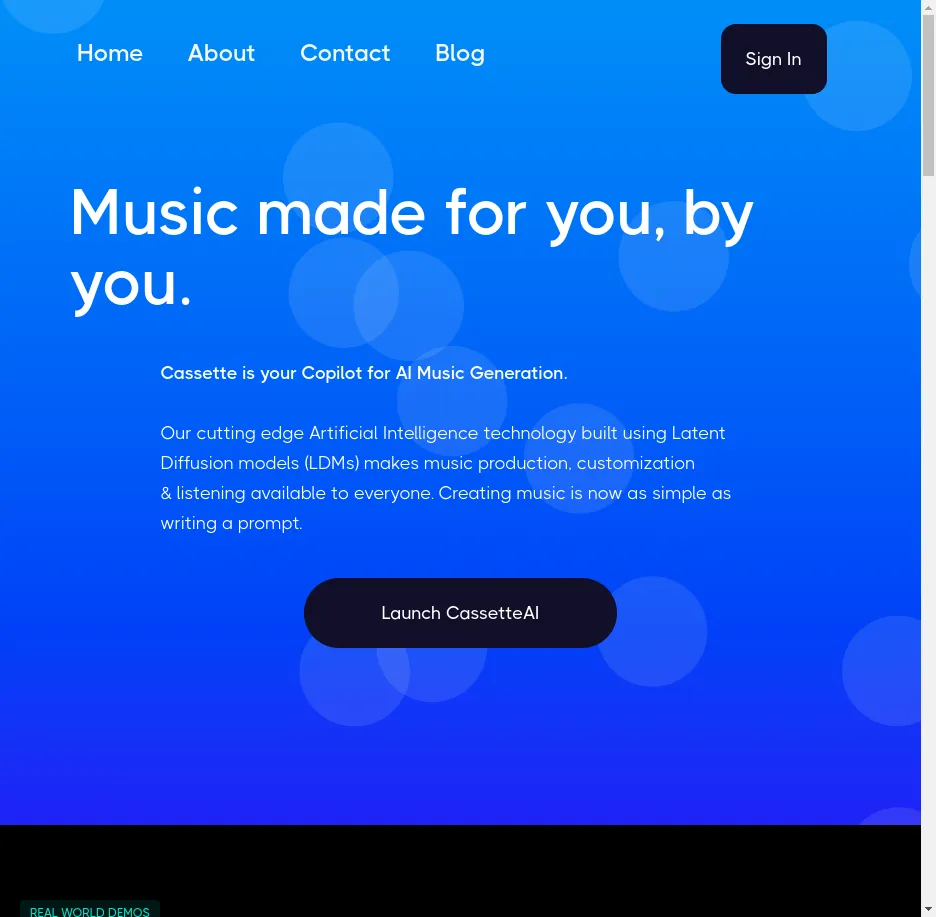 Home About Contact Blog
Sign In
Music made for you, by
you.
Cassette is your Copilot for AI Music Generation.
Our cutting edge Artificial Intelligence technology built using Latent
Diffusion models (LDMs) makes music production, customization
& listening available to everyone. Creating music is now as simple as
writing a prompt.
Launch CassetteAI
REAL WORLD DEMOS